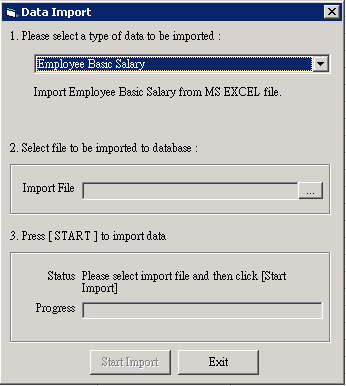 Data Import
1. Please select a type of data to be imported :
Employee Basic Salary
Import Employee Basic Salary from MS EXCEL file.
2. Select file to be imported to database :
Import File
...
3. Press [ START ] to import data
Status Please select import file and then click [Start
Import]
Progress
Start Import Exit